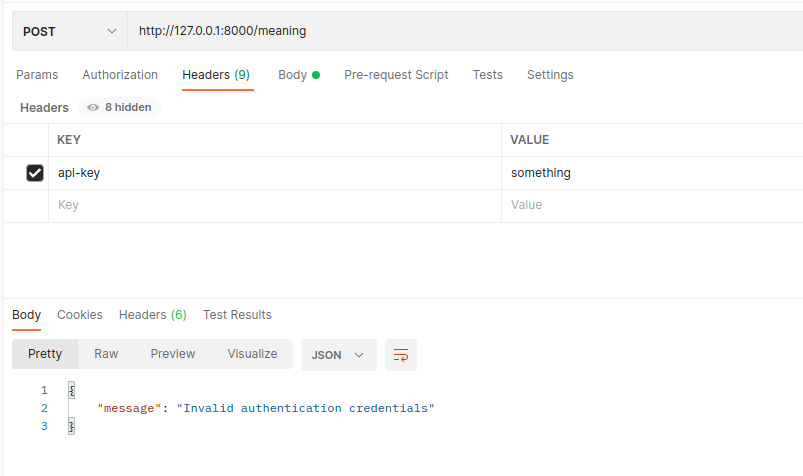 POST http://127.0.0.1:8000/meaning
Params Authorization Headers (9) Body Pre-request Script Tests Settings
Headers 8 hidden
KEY VALUE
api-key something
Key Value
Body Cookies Headers (6) Test Results
Pretty Raw Preview Visualize JSON
1 {
2 "message": "Invalid authentication credentials"
3 }